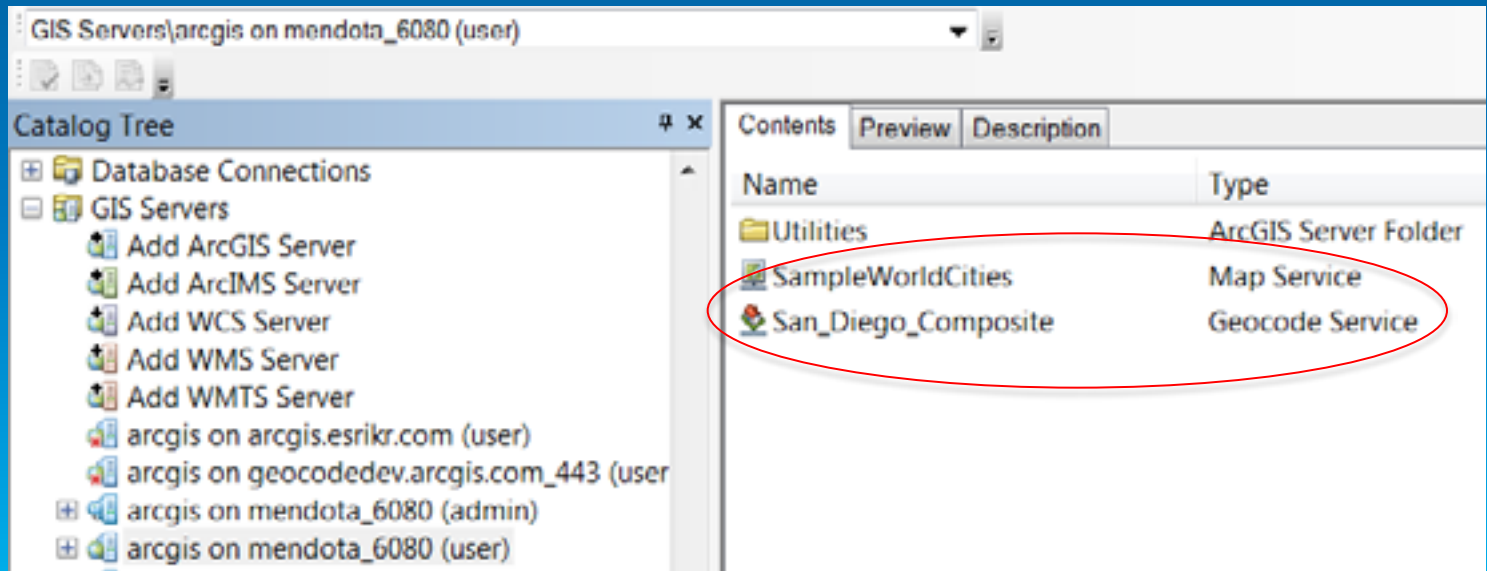 GIS Servers\arcgis on mendota_6080 (user)
Catalog Tree
Database Connections
GIS Servers
Add ArcGIS Server
Add ArcIMS Server
Add WCS Server
Add WMS Server
Add WMTS Server
arcgis on arcgis.esrikr.com (user)
arcgis on geocodedev.arcgis.com_443 (user
arcgis on mendota_6080 (admin)
arcgis on mendota_6080 (user)
Contents Preview Description
Name Type
Utilities ArcGIS Server Folder
SampleWorldCities Map Service
San_Diego_Composite Geocode Service